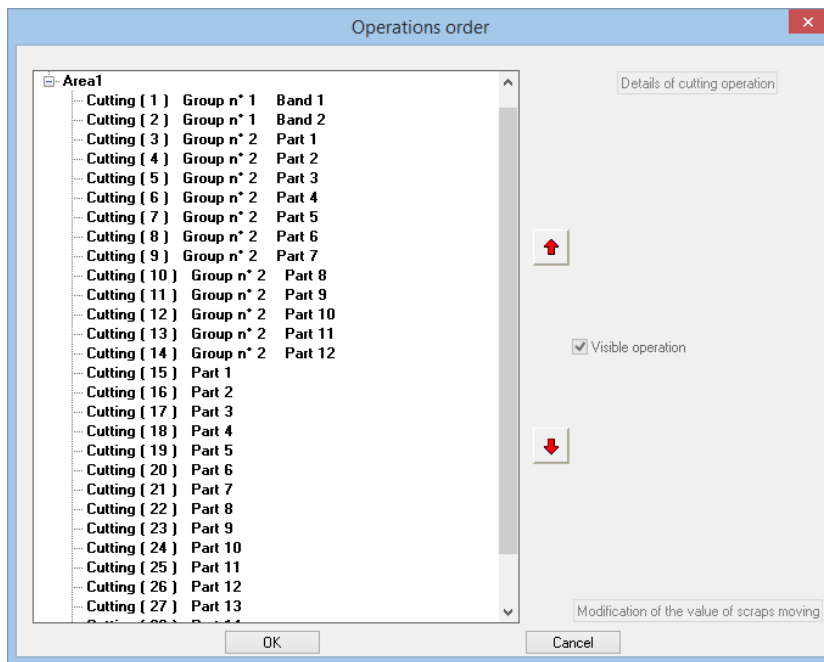 Operations order
Area1
Cutting ( 1 ) Group n° 1 Band 1
Cutting ( 2 ) Group n° 1 Band 2
Cutting ( 3 ) Group n° 2 Part 1
Cutting ( 4 ) Group n° 2 Part 2
Cutting ( 5 ) Group n° 2 Part 3
Cutting ( 6 ) Group n° 2 Part 4
Cutting ( 7 ) Group n° 2 Part 5
Cutting ( 8 ) Group n° 2 Part 6
Cutting ( 9 ) Group n° 2 Part 7
Cutting ( 10 ) Group n° 2 Part 8
Cutting ( 11 ) Group n° 2 Part 9
Cutting ( 12 ) Group n° 2 Part 10
Cutting ( 13 ) Group n° 2 Part 11
Cutting ( 14 ) Group n° 2 Part 12
Cutting ( 15 ) Part 1
Cutting ( 16 ) Part 2
Cutting ( 17 ) Part 3
Cutting ( 18 ) Part 4
Cutting ( 19 ) Part 5
Cutting ( 20 ) Part 6
Cutting ( 21 ) Part 7
Cutting ( 22 ) Part 8
Cutting ( 23 ) Part 9
Cutting ( 24 ) Part 10
Cutting ( 25 ) Part 11
Cutting ( 26 ) Part 12
Cutting ( 27 ) Part 13
Details of cutting operation
Visible operation
Modification of the value of scraps moving
OK
Cancel